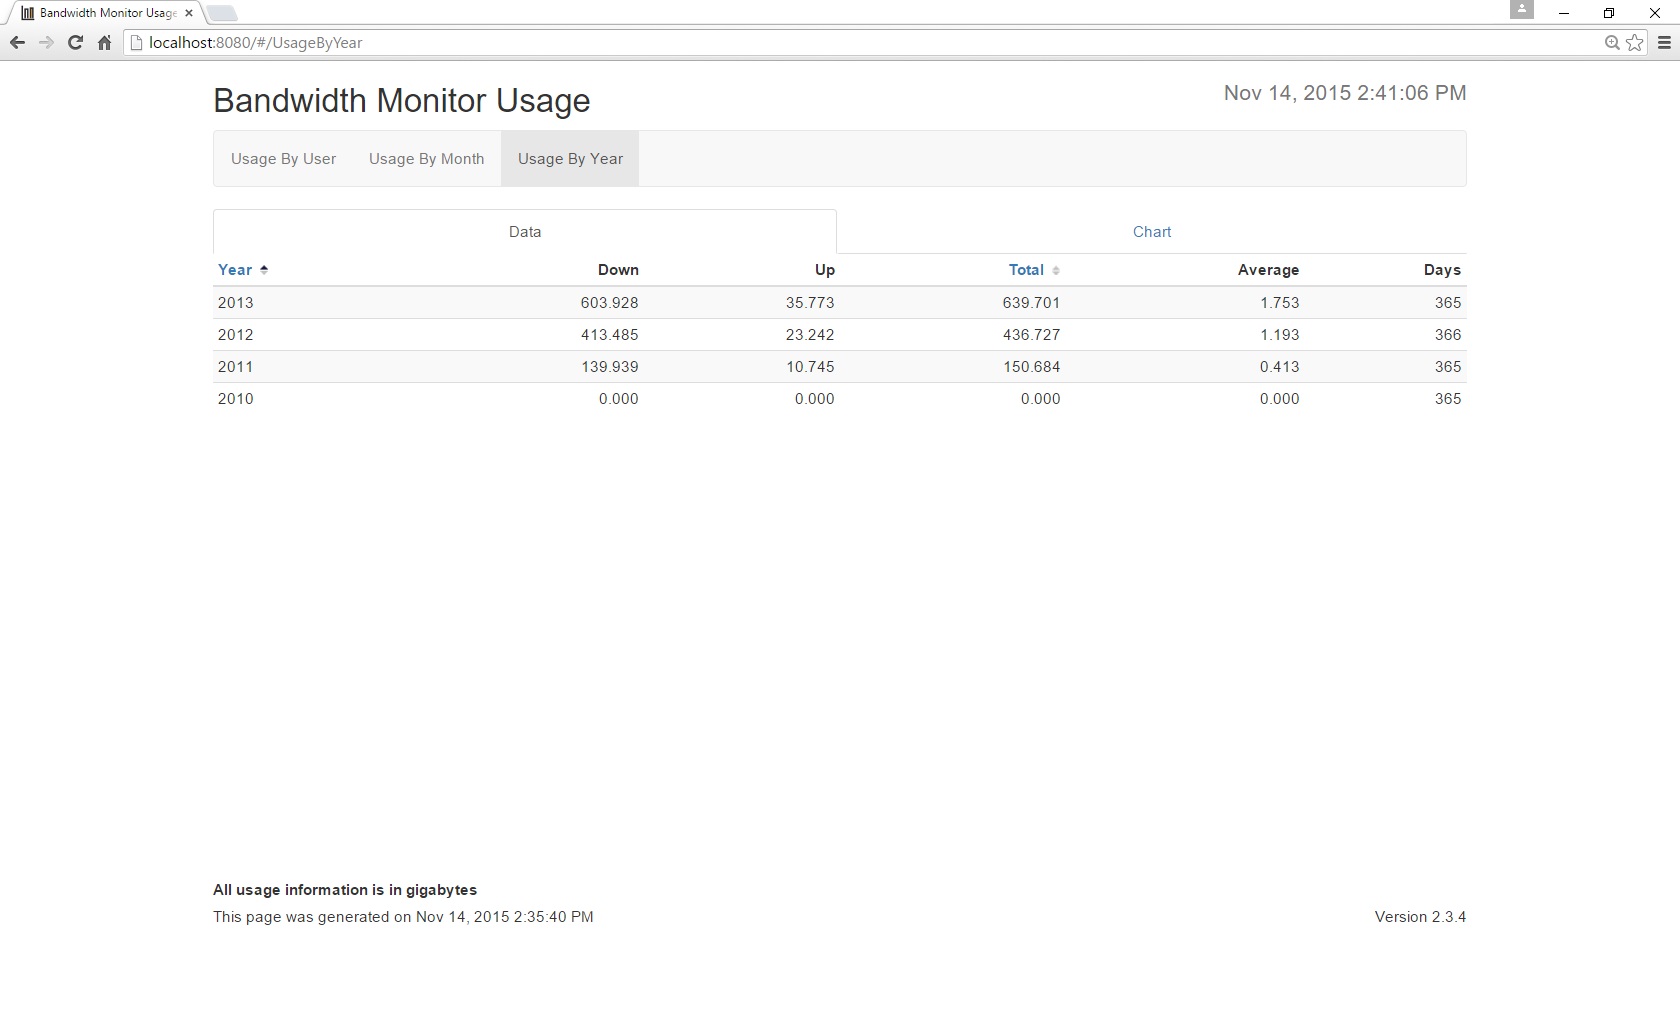 Bandwidth Monitor Usage
localhost:8080/#/UsageByYear
Bandwidth Monitor Usage
Nov 14, 2015 2:41:06 PM
Usage By User Usage By Month Usage By Year
Data Chart
Year Down Up Total Average Days
2013 603.928 35.773 639.701 1.753 365
2012 413.485 23.242 436.727 1.193 366
2011 139.939 10.745 150.684 0.413 365
2010 0.000 0.000 0.000 0.000 365
All usage information is in gigabytes
This page was generated on Nov 14, 2015 2:35:40 PM
Version 2.3.4